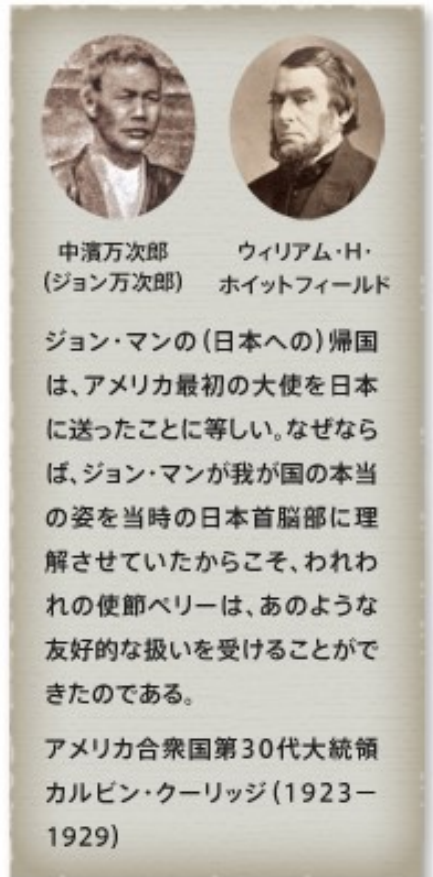 中濱万次郎
(ジョン万次郎)
ウィリアム・H・
ホイットフィールド
ジョン・マンの(日本への)帰国
は、アメリカ最初の大使を日本
に送ったことに等しい。なぜなら
ば、ジョン・マンが我が国の本当
の姿を当時の日本首脳部に理
解させていたからこそ、われわ
れの使節ペリーは、あのような
友好的な扱いを受けることがで
きたのである。
アメリカ合衆国第30代大統領
カルビン・クーリッジ(1923－
1929)